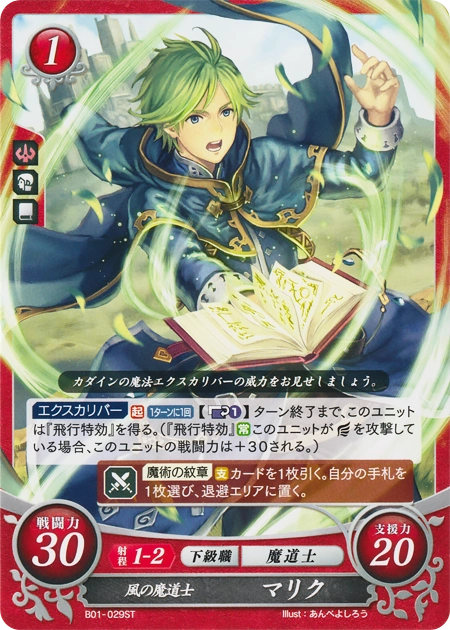 1
カダインの魔法エクスカリバーの威力をお見せしましょう。
エクスカリバー 起 1ターンに1回 【1】ターン終了まで、このユニット
は『飛行特効』を得る。(『飛行特効』常このユニットが を攻撃して
いる場合、このユニットの戦闘力は+30される。)
魔術の紋章 支 カードを1枚引く。自分の手札を
1枚選び、退避エリアに置く。
戦闘力
30
射程 1-2 下級職 魔道士
支援力
20
風の魔道士 マリク
B01-029ST Illust:あんべよしろう